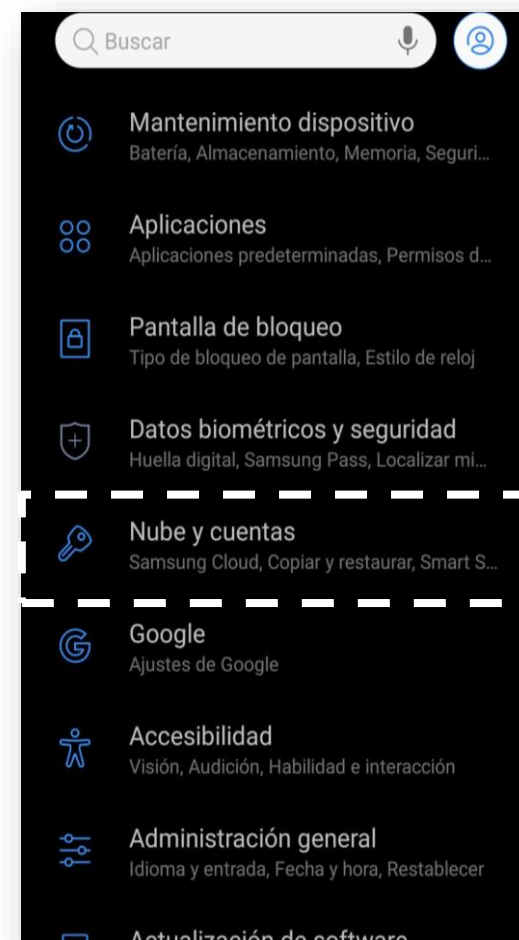 Buscar
Mantenimiento dispositivo
Batería, Almacenamiento, Memoria, Seguri...
Aplicaciones
Aplicaciones predeterminadas, Permisos d...
Pantalla de bloqueo
Tipo de bloqueo de pantalla, Estilo de reloj
Datos biométricos y seguridad
Huella digital, Samsung Pass, Localizar mi...
Nube y cuentas
Samsung Cloud, Copiar y restaurar, Smart S...
Google
Ajustes de Google
Accesibilidad
Visión, Audición, Habilidad e interacción
Administración general
Idioma y entrada, Fecha y hora, Restablecer
Actualización de software